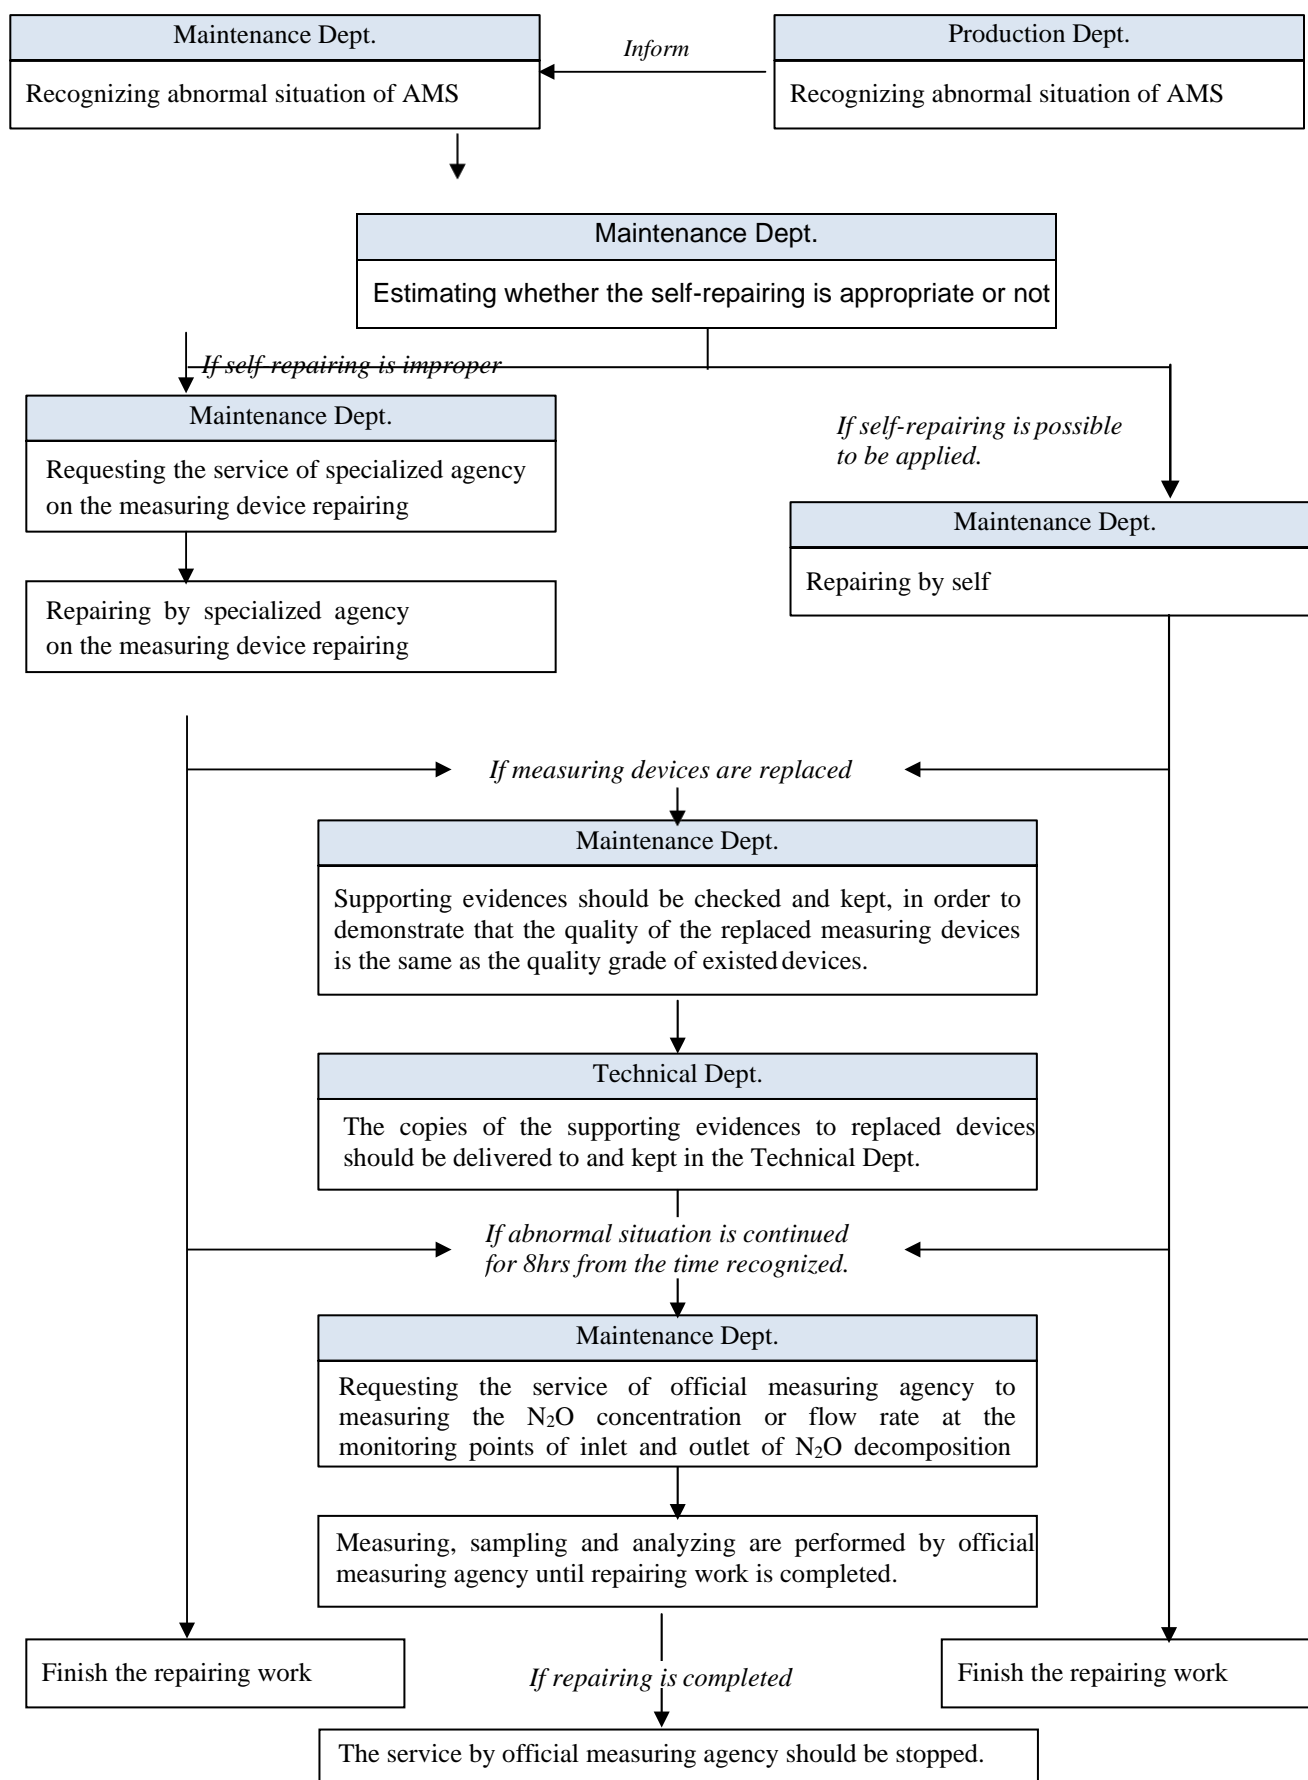 Maintenance Dept.
Recognizing abnormal situation of AMS
Inform
Production Dept.
Recognizing abnormal situation of AMS
Maintenance Dept.
Estimating whether the self-repairing is appropriate or not
If self-repairing is improper
Maintenance Dept.
Requesting the service of specialized agency
on the measuring device repairing
If self-repairing is possible
to be applied.
Maintenance Dept.
Repairing by self
Repairing by specialized agency
on the measuring device repairing
If measuring devices are replaced
Maintenance Dept.
Supporting evidences should be checked and kept, in order to
demonstrate that the quality of the replaced measuring devices
is the same as the quality grade of existed devices.
Technical Dept.
The copies of the supporting evidences to replaced devices
should be delivered to and kept in the Technical Dept.
If abnormal situation is continued
for 8hrs from the time recognized.
Maintenance Dept.
Requesting the service of official measuring agency to
measuring the N₂O concentration or flow rate at the
monitoring points of inlet and outlet of N₂O decomposition
Measuring, sampling and analyzing are performed by official
measuring agency until repairing work is completed.
Finish the repairing work
If repairing is completed
Finish the repairing work
The service by official measuring agency should be stopped.